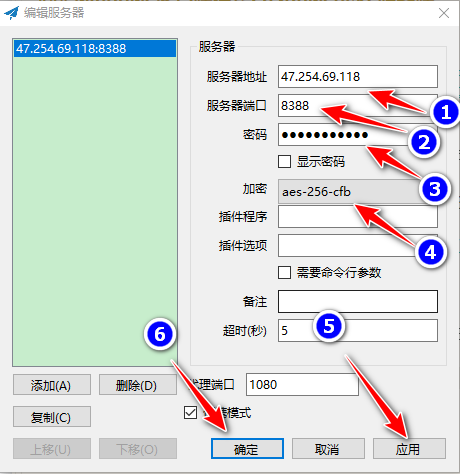 编辑服务器
47.254.69.118:8388
服务器
服务器地址 47.254.69.118
1
服务器端口 8388
2
密码 ●●●●●●●●●●●
显示密码
3
加密 aes-256-cfb
插件程序
4
插件选项
需要命令行参数
备注
6
5
超时(秒) 5
添加(A) 删除(D) 理端口 1080
复制(C) 模式
上移(U) 下移(O) 确定 取消 应用